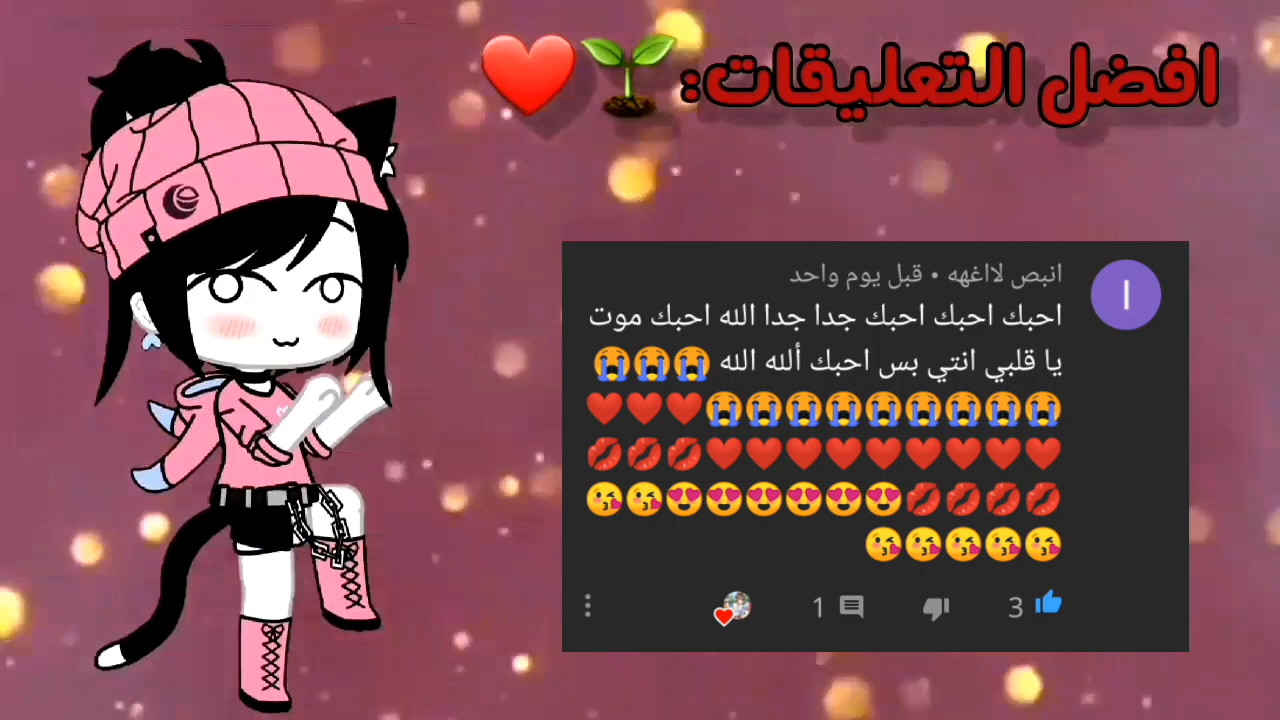 افضل التعليقات:🌱❤️
انبص لااغهه • قبل يوم واحد
ا
احبك احبك احبك جدا جدا الله احبك موت
يا قلبي انتي بس احبك ألله الله 😭😭😭
😭😭😭😭😭😭😭😭😭❤️❤️❤️
❤️❤️❤️❤️❤️❤️❤️❤️❤️💋💋💋
💋💋💋💋😍😍😍😍😍😍😘😘
😘😘😘😘😘
3 1